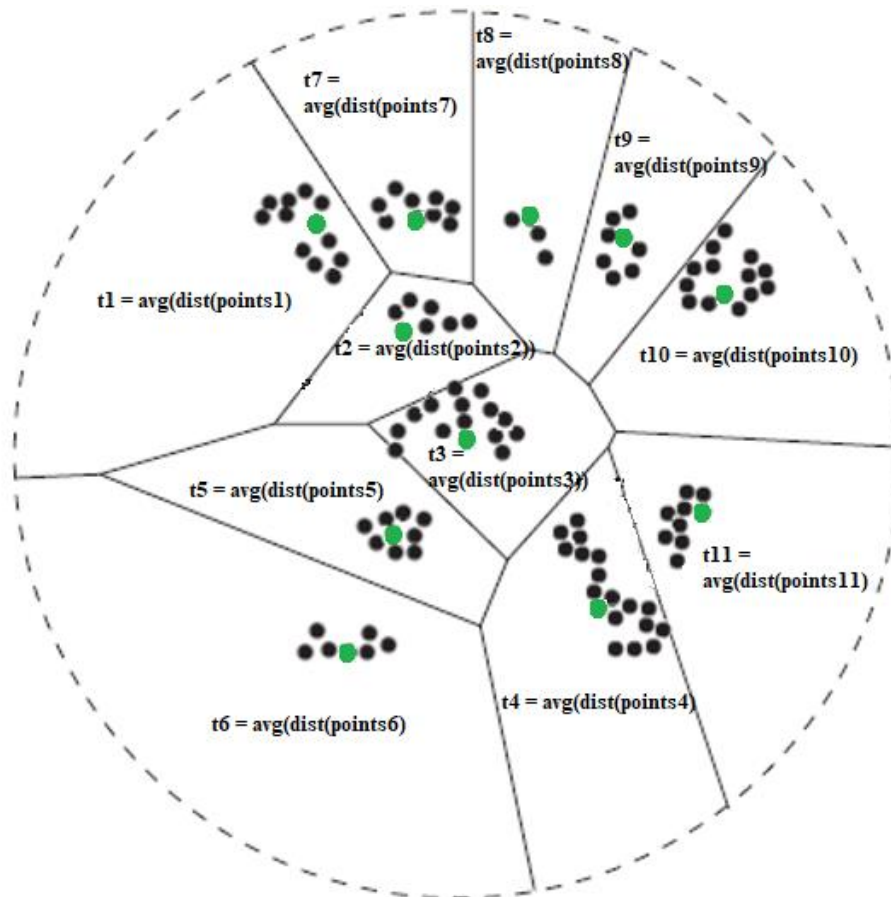 t8 =
avg(dist(points8)
t7 =
avg(dist(points7)
t9 =
avg(dist(points9)
t1 = avg(dist(points1)
t2 = avg(dist(points2))
t10 = avg(dist(points10)
t3 =
avg(dist(points3))
t5 = avg(dist(points5)
t11 =
avg(dist(points11)
t4 = avg(dist(points4)
t6 = avg(dist(points6)